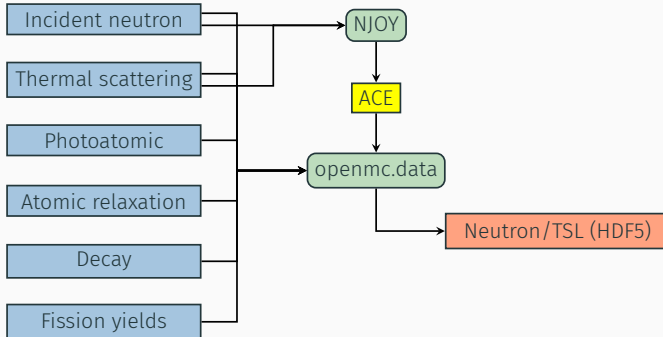 Incident neutron
NJOY
Thermal scattering
ACE
Photoatomic
openmc.data
Atomic relaxation
Neutron/TSL (HDF5)
Decay
Fission yields